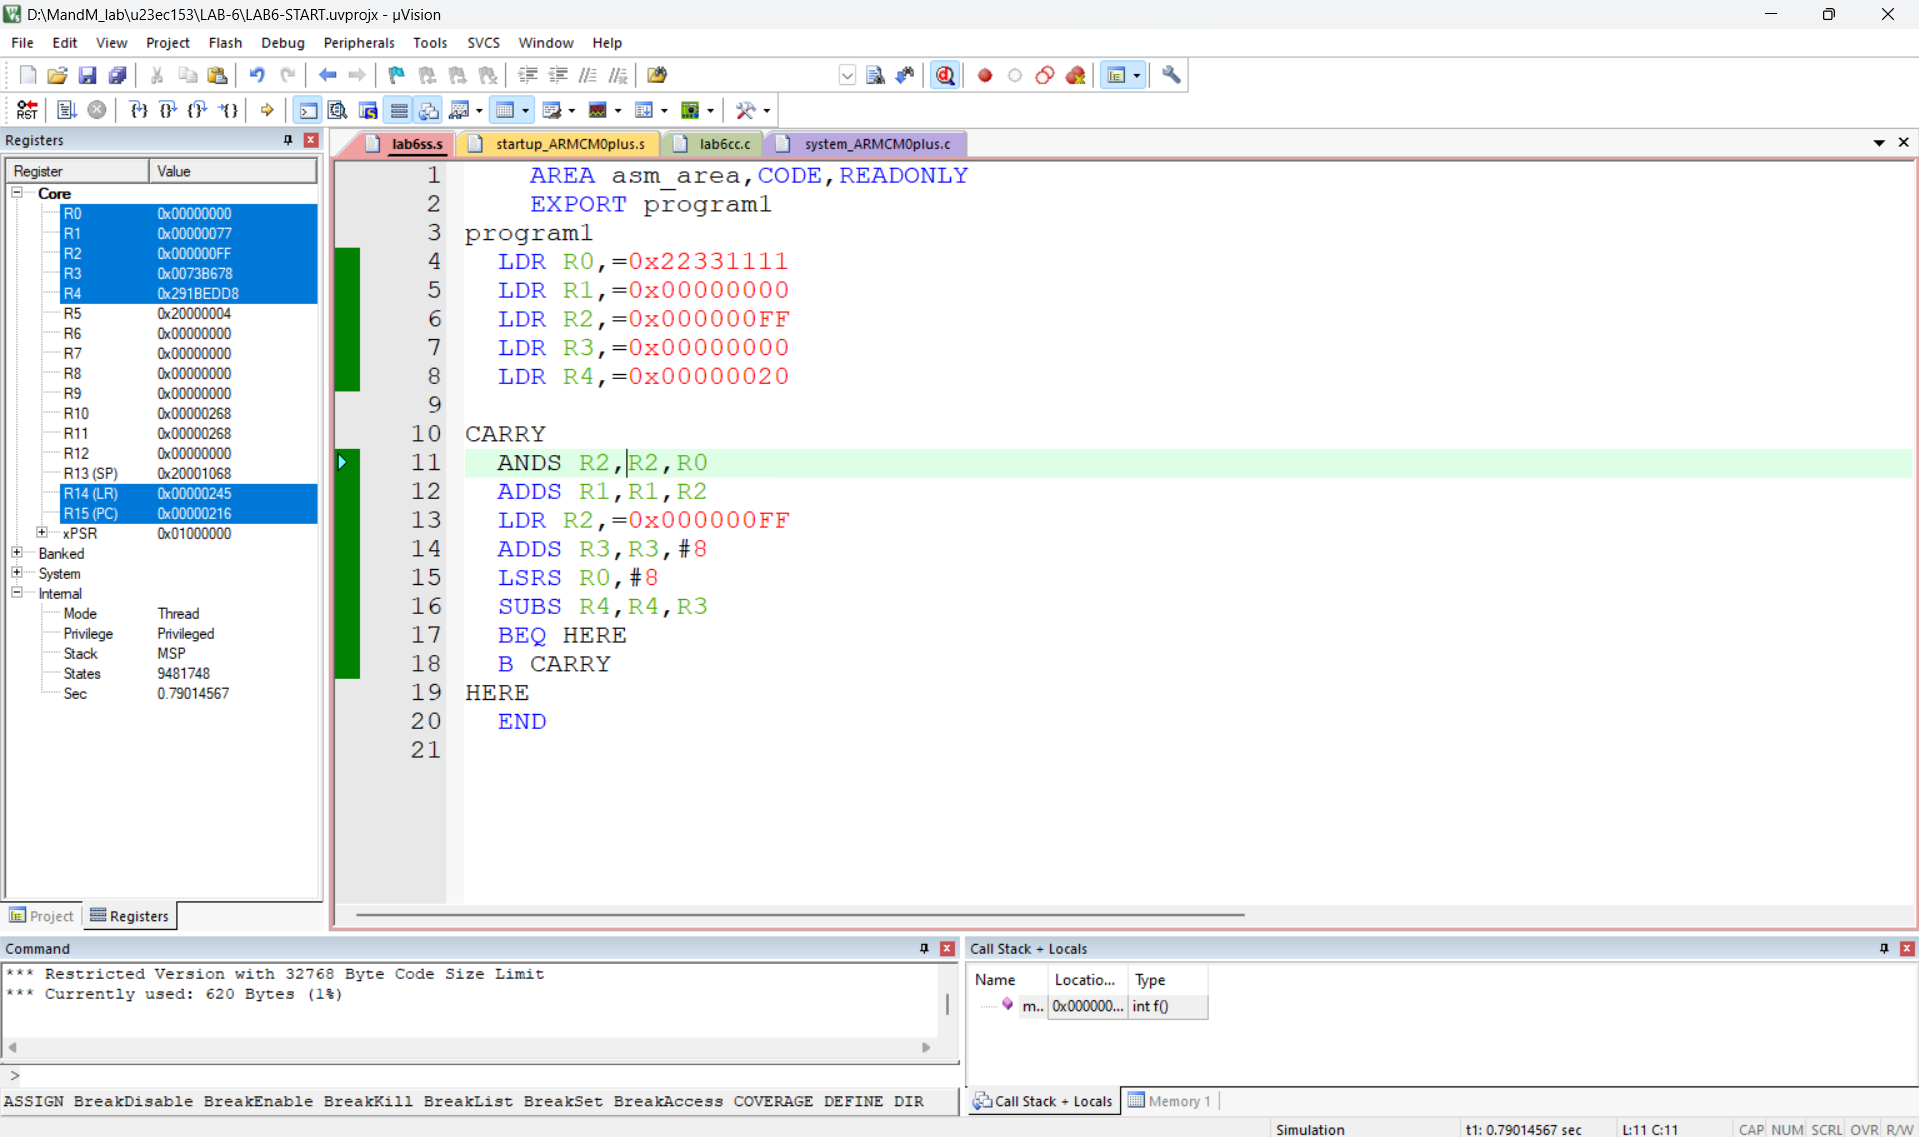 D:\MandM_lab\u23ec153\LAB-6\LAB6-START.uvprojx - µVision
File Edit View Project Flash Debug Peripherals Tools SVCS Window Help
Registers
Register Value
Core
R0 0x00000000
R1 0x00000077
R2 0x000000FF
R3 0x0073B678
R4 0x291BEDD8
R5 0x20000004
R6 0x00000000
R7 0x00000000
R8 0x00000000
R9 0x00000000
R10 0x00000268
R11 0x00000268
R12 0x00000000
R13 (SP) 0x20001068
R14 (LR) 0x00000245
R15 (PC) 0x00000216
xPSR 0x01000000
Banked
System
Internal
Mode Thread
Privilege Privileged
Stack MSP
States 9481748
Sec 0.79014567
Project Registers
lab6ss.s startup_ARMCM0plus.s lab6cc.c system_ARMCM0plus.c
1 AREA asm_area,CODE,READONLY
2 EXPORT program1
3 program1
4 LDR R0,=0x22331111
5 LDR R1,=0x00000000
6 LDR R2,=0x000000FF
7 LDR R3,=0x00000000
8 LDR R4,=0x00000020
9
10 CARRY
11 ANDS R2,R2,R0
12 ADDS R1,R1,R2
13 LDR R2,=0x000000FF
14 ADDS R3,R3,#8
15 LSRS R0,#8
16 SUBS R4,R4,R3
17 BEQ HERE
18 B CARRY
19 HERE
20 END
21
Command
*** Restricted Version with 32768 Byte Code Size Limit
*** Currently used: 620 Bytes (1%)
>
ASSIGN BreakDisable BreakEnable BreakKill BreakList BreakSet BreakAccess COVERAGE DEFINE DIR
Call Stack + Locals
Name Locatio... Type
m.. 0x000000... int f()
Call Stack + Locals Memory 1
Simulation t1: 0.79014567 sec L:11 C:11 CAP NUM SCRL OVR R/W